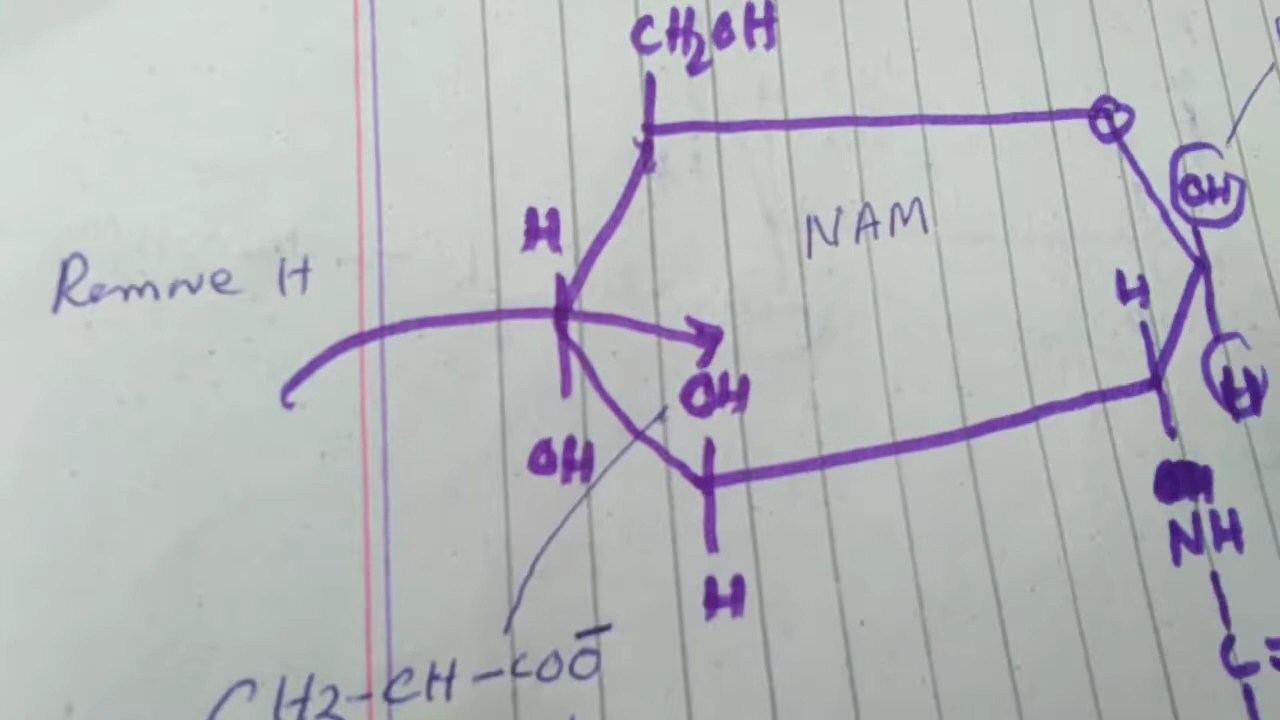 CH2OH
OH
NAM
H
H
Remove H
H
OH
OH
NH
H
C=
CH2-CH-COO⁻